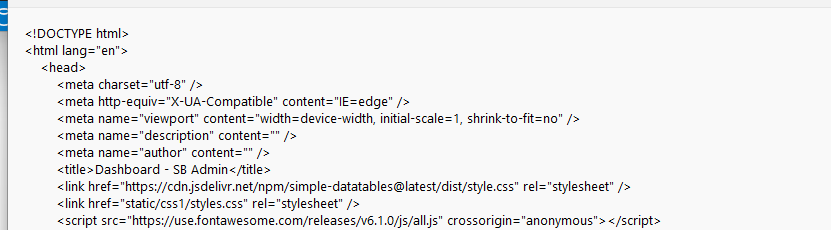 <!DOCTYPE html>
<html lang="en">
<head>
<meta charset="utf-8" />
<meta http-equiv="X-UA-Compatible" content="IE=edge" />
<meta name="viewport" content="width=device-width, initial-scale=1, shrink-to-fit=no" />
<meta name="description" content="" />
<meta name="author" content="" />
<title>Dashboard - SB Admin</title>
<link href="https://cdn.jsdelivr.net/npm/simple-datatables@latest/dist/style.css" rel="stylesheet" />
<link href="static/css1/styles.css" rel="stylesheet" />
<script src="https://use.fontawesome.com/releases/v6.1.0/js/all.js" crossorigin="anonymous"></script>